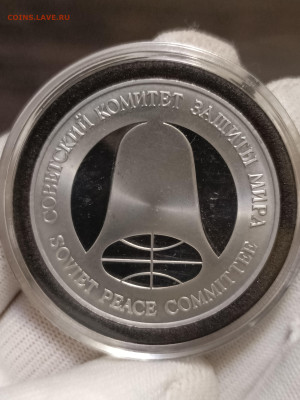 COINS.LAVE.RU
СОВЕТСКИЙ КОМИТЕТ ЗАЩИТЫ МИРА
SOVIET PEACE COMMITTEE